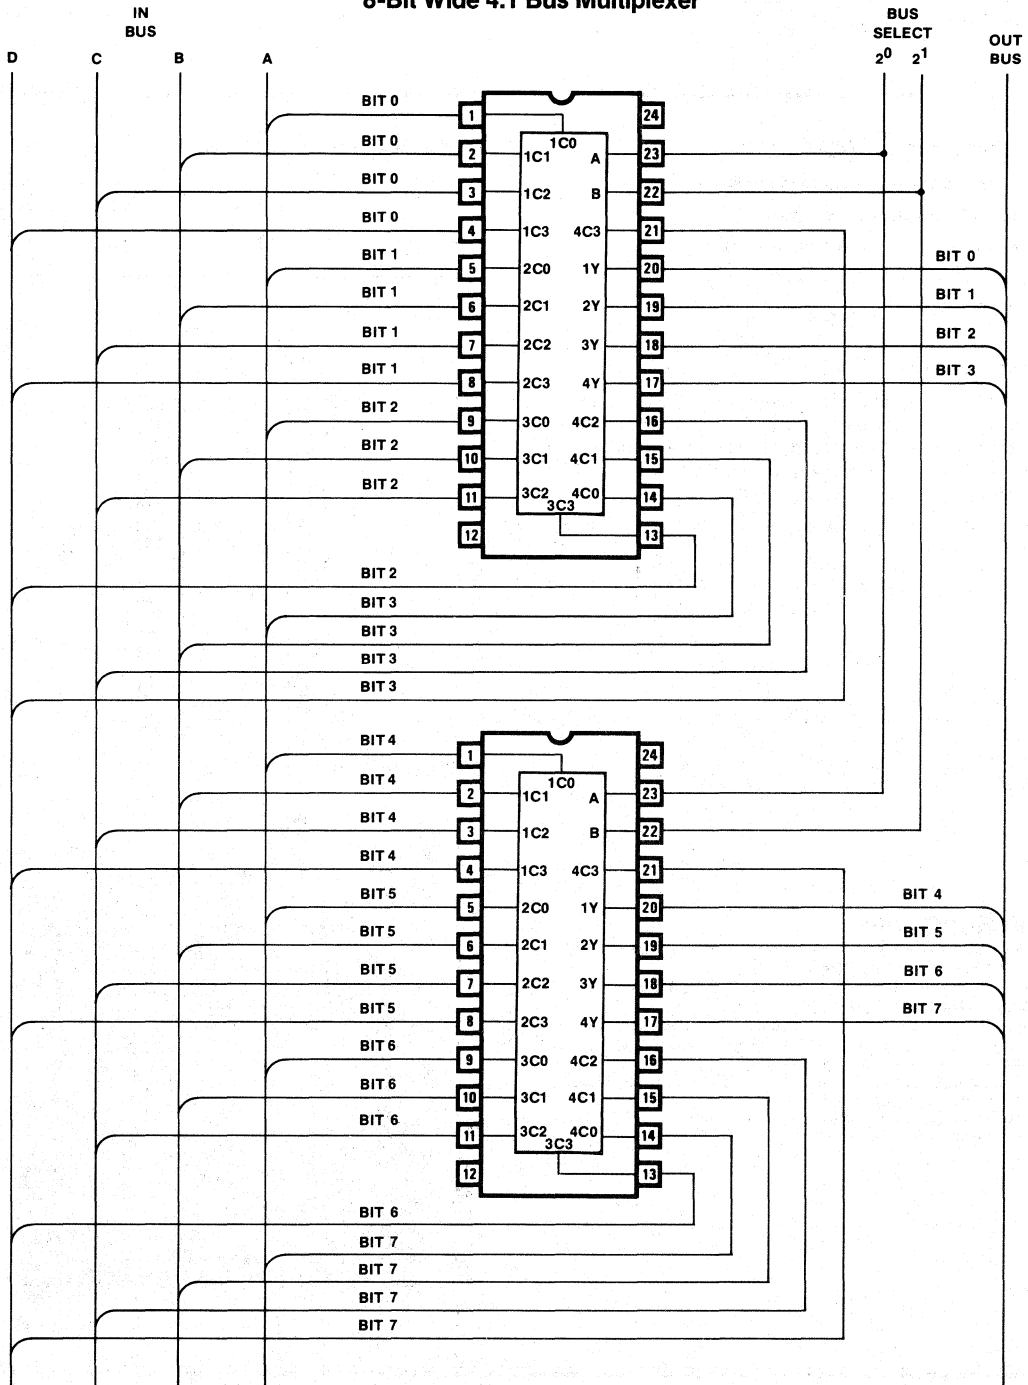 8-Bit Wide 4:1 Bus Multiplexer
IN
BUS
D C B A
BUS
SELECT
2^0 2^1
OUT
BUS
BIT 0 1 24
1C0
BIT 0 2 1C1 A 23
BIT 0 3 1C2 B 22
BIT 0 4 1C3 4C3 21
BIT 1 5 2C0 1Y 20 BIT 0
BIT 1 6 2C1 2Y 19 BIT 1
BIT 1 7 2C2 3Y 18 BIT 2
BIT 1 8 2C3 4Y 17 BIT 3
BIT 2 9 3C0 4C2 16
BIT 2 10 3C1 4C1 15
BIT 2 11 3C2 4C0 14
3C3
12 13
BIT 2
BIT 3
BIT 3
BIT 3
BIT 3
BIT 4 1 24
1C0
BIT 4 2 1C1 A 23
BIT 4 3 1C2 B 22
BIT 4 4 1C3 4C3 21
BIT 5 5 2C0 1Y 20 BIT 4
BIT 5 6 2C1 2Y 19 BIT 5
BIT 5 7 2C2 3Y 18 BIT 6
BIT 5 8 2C3 4Y 17 BIT 7
BIT 6 9 3C0 4C2 16
BIT 6 10 3C1 4C1 15
BIT 6 11 3C2 4C0 14
3C3
12 13
BIT 6
BIT 7
BIT 7
BIT 7
BIT 7